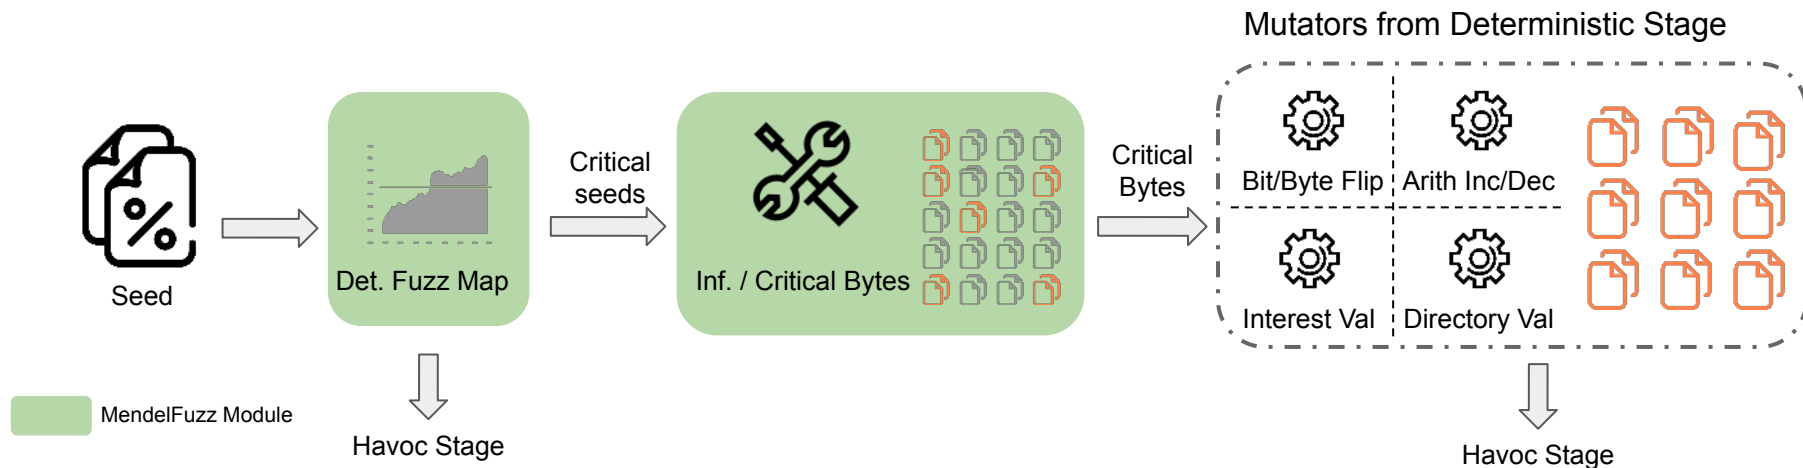 Mutators from Deterministic Stage
Seed
Det. Fuzz Map
Critical
seeds
Inf. / Critical Bytes
Critical
Bytes
Bit/Byte Flip
Arith Inc/Dec
Interest Val
Directory Val
MendelFuzz Module
Havoc Stage
Havoc Stage